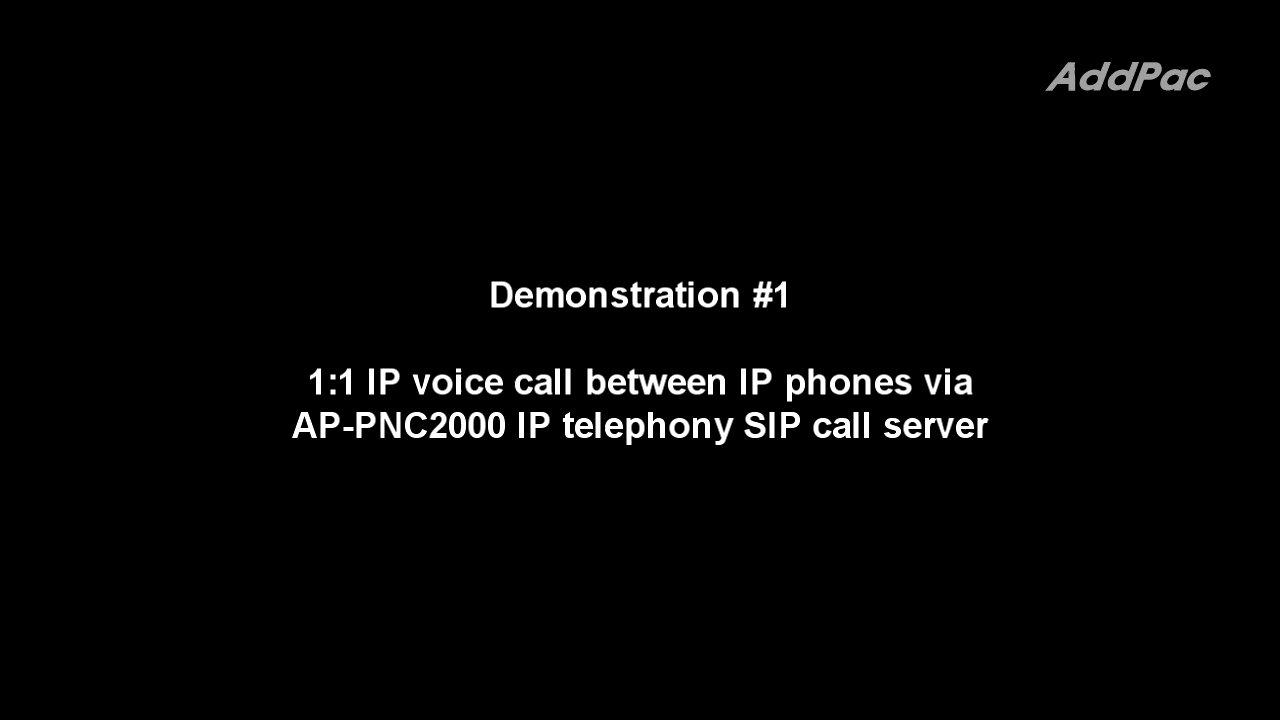 AddPac
Demonstration #1
1:1 IP voice call between IP phones via
AP-PNC2000 IP telephony SIP call server